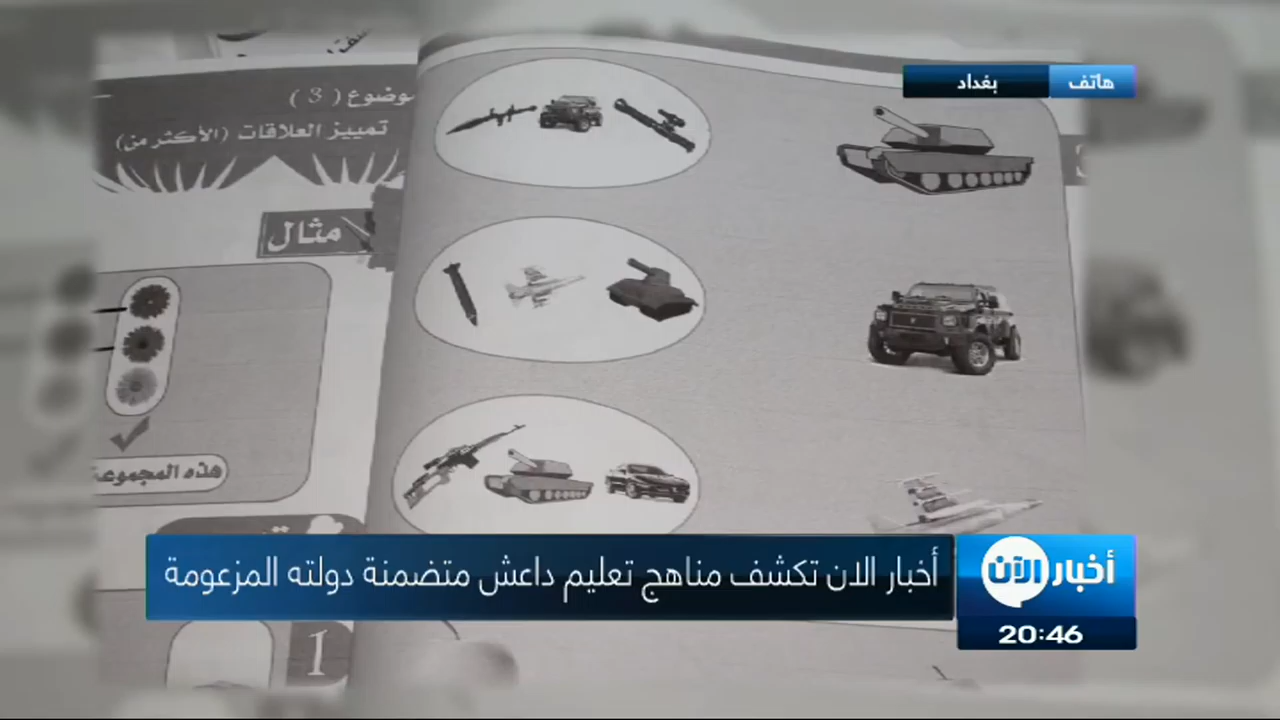 هاتف
بغداد
موضوع ( 3 )
تمييز العلاقات (الأكثر من)
مثال
هذه المجموعة
1
أخبار الان تكشف مناهج تعليم داعش متضمنة دولته المزعومة
أخبار الآن
20:46